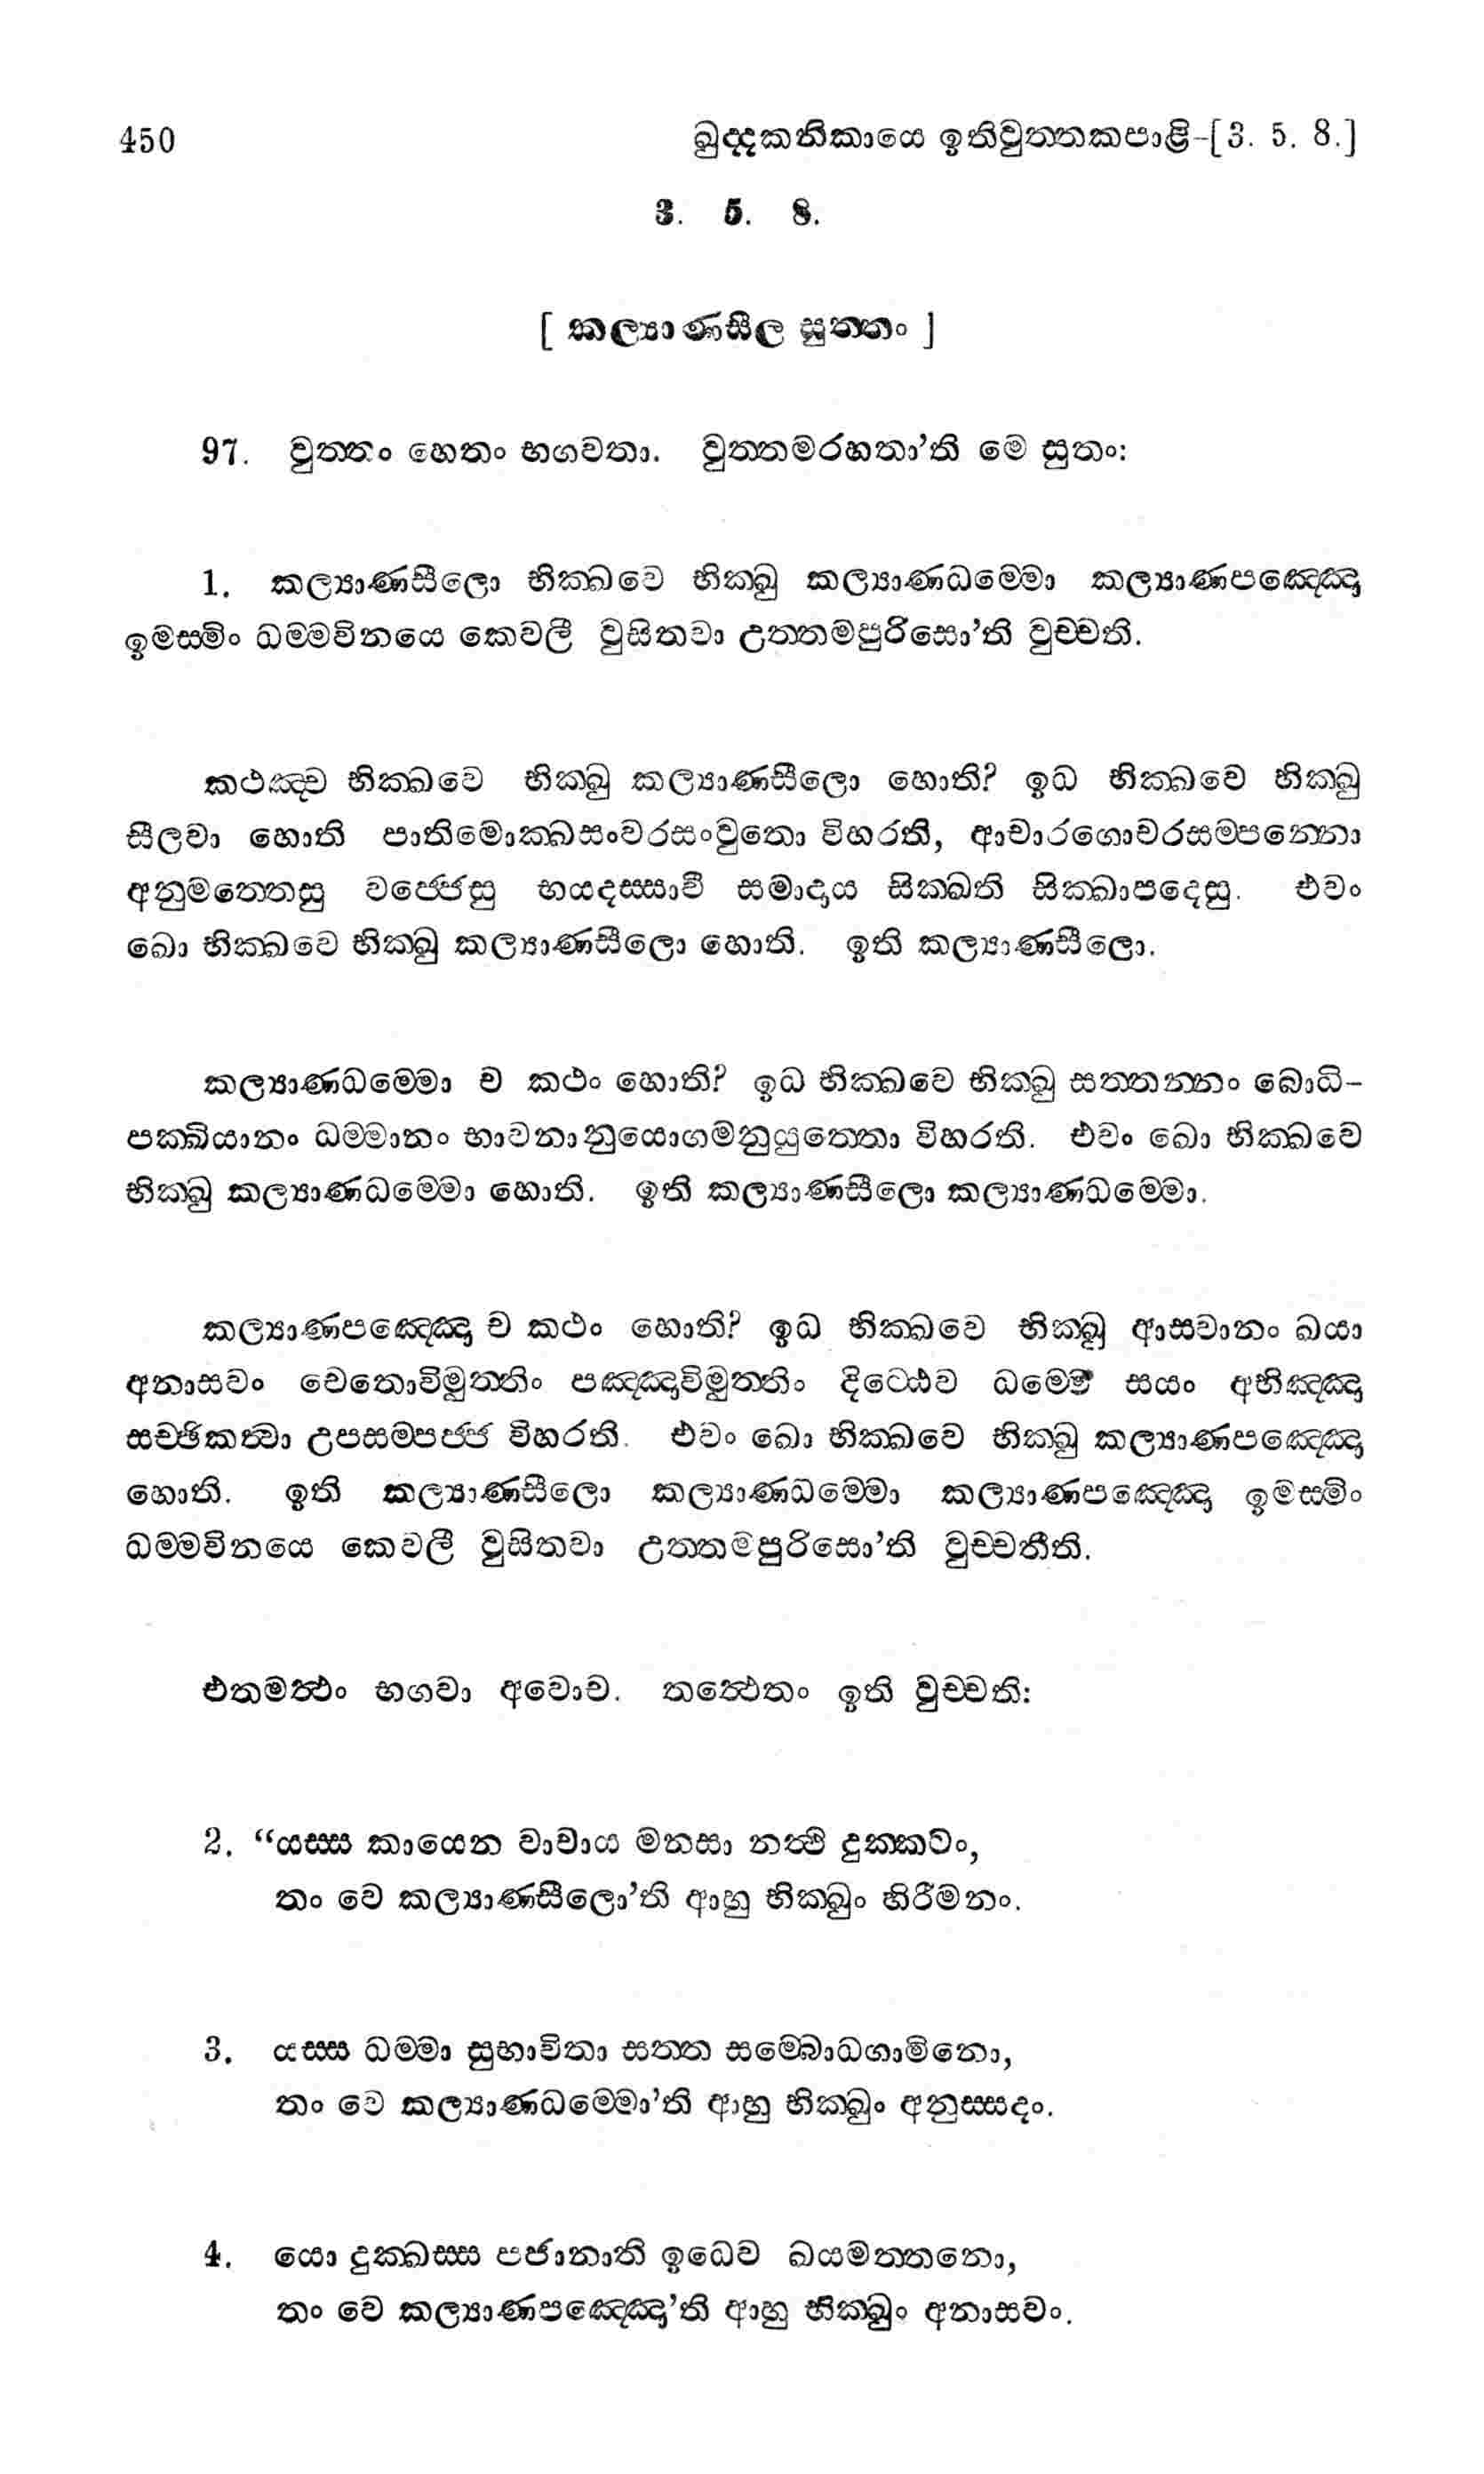 450 ඛුද්දකනිකායෙ ඉතිවුත්තකපාළි-[3. 5. 8.]
3. 5. 8.
[ කල්‍යාණසීල සුත්තං ]
97. වුත්තං හෙතං භගවතා. වුත්තමරහතා’ති මෙ සුතං:
1. කල්‍යාණසීලො භික්ඛවෙ භික්ඛු කල්‍යාණධම්මො කල්‍යාණපඤ්ඤො
ඉමස්මිං ධම්මවිනයෙ කෙවලී වුසිතවා උත්තමපුරිසො’ති වුච්චති.
කථඤ්ච භික්ඛවෙ භික්ඛු කල්‍යාණසීලො හොති? ඉධ භික්ඛවෙ භික්ඛු
සීලවා හොති පාතිමොක්ඛසංවරසංවුතො විහරති, ආචාරගොචරසම්පන්නො
අනුමත්තෙසු වජ්ජෙසු භයදස්සාවී සමාදාය සික්ඛති සික්ඛාපදෙසු. එවං
ඛො භික්ඛවෙ භික්ඛු කල්‍යාණසීලො හොති. ඉති කල්‍යාණසීලො.
කල්‍යාණධම්මො ච කථං හොති? ඉධ භික්ඛවෙ භික්ඛු සත්තන්නං බොධි-
පක්ඛියානං ධම්මානං භාවනානුයොගමනුයුත්තො විහරති. එවං ඛො භික්ඛවෙ
භික්ඛු කල්‍යාණධම්මො හොති. ඉති කල්‍යාණසීලො කල්‍යාණධම්මො.
කල්‍යාණපඤ්ඤො ච කථං හොති? ඉධ භික්ඛවෙ භික්ඛු ආසවානං ඛයා
අනාසවං චෙතොවිමුත්තිං පඤ්ඤාවිමුත්තිං දිට්ඨෙව ධම්මෙ සයං අභිඤ්ඤා
සච්ඡිකත්‍වා උපසම්පජ්ජ විහරති. එවං ඛො භික්ඛවෙ භික්ඛු කල්‍යාණපඤ්ඤො
හොති. ඉති කල්‍යාණසීලො කල්‍යාණධම්මො කල්‍යාණපඤ්ඤො ඉමස්මිං
ධම්මවිනයෙ කෙවලී වුසිතවා උත්තමපුරිසො’ති වුච්චතීති.
එතමත්‍ථං භගවා අවොච. තත්‍ථෙතං ඉති වුච්චති:
2. “යස්ස කායෙන වාචාය මනසා නත්‍ථි දුක්කටං,
තං වෙ කල්‍යාණසීලො’ති ආහු භික්ඛුං හිරීමනං.
3. යස්ස ධම්මා සුභාවිතා සත්ත සම්බොධගාමිනො,
තං වෙ කල්‍යාණධම්මො’ති ආහු භික්ඛුං අනුස්සදං.
4. යො දුක්ඛස්ස පජානාති ඉධෙව ඛයමත්තනො,
තං වෙ කල්‍යාණපඤ්ඤො’ති ආහු භික්ඛුං අනාසවං.